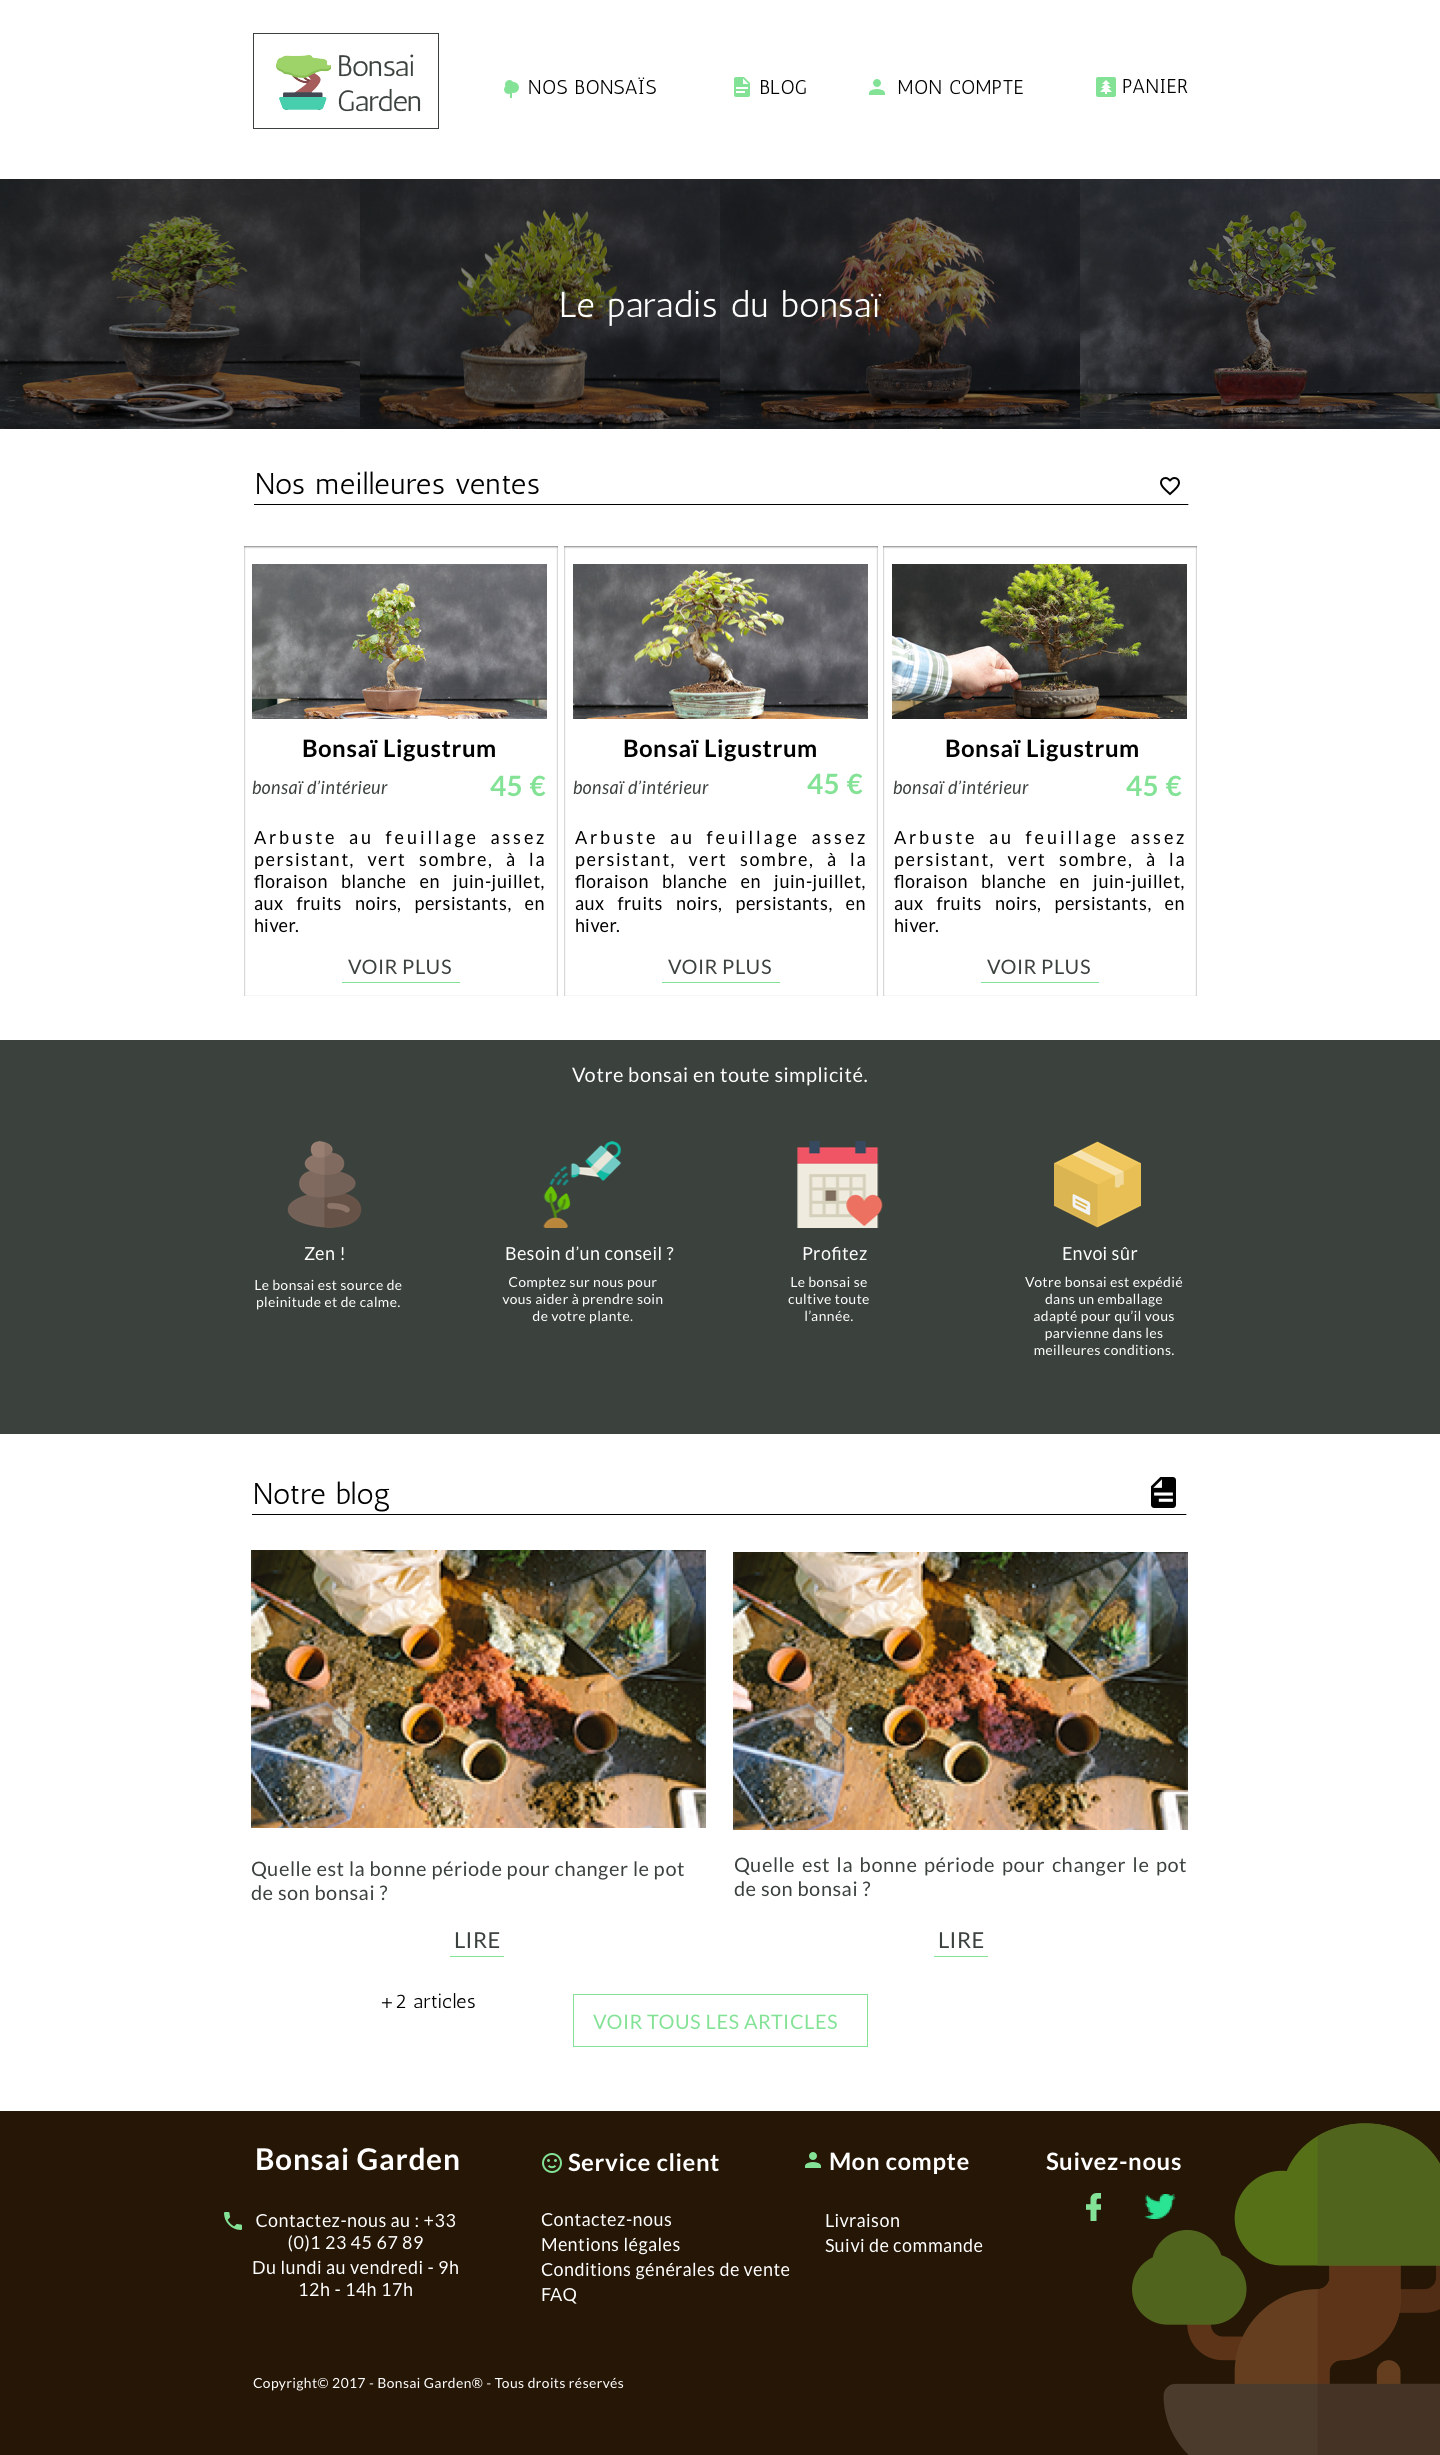 Bonsai
Garden
NOS BONSAÏS
BLOG
MON COMPTE
PANIER
Le paradis du bonsaï
Nos meilleures ventes
Bonsaï Ligustrum
bonsaï d’intérieur
45 €
Arbuste au feuillage assez
persistant, vert sombre, à la
floraison blanche en juin-juillet,
aux fruits noirs, persistants, en
hiver.
VOIR PLUS
Bonsaï Ligustrum
bonsaï d’intérieur
45 €
Arbuste au feuillage assez
persistant, vert sombre, à la
floraison blanche en juin-juillet,
aux fruits noirs, persistants, en
hiver.
VOIR PLUS
Bonsaï Ligustrum
bonsaï d’intérieur
45 €
Arbuste au feuillage assez
persistant, vert sombre, à la
floraison blanche en juin-juillet,
aux fruits noirs, persistants, en
hiver.
VOIR PLUS
Votre bonsai en toute simplicité.
Zen !
Le bonsai est source de
pleinitude et de calme.
Besoin d’un conseil ?
Comptez sur nous pour
vous aider à prendre soin
de votre plante.
Profitez
Le bonsai se
cultive toute
l’année.
Envoi sûr
Votre bonsai est expédié
dans un emballage
adapté pour qu’il vous
parvienne dans les
meilleures conditions.
Notre blog
Quelle est la bonne période pour changer le pot
de son bonsai ?
LIRE
Quelle est la bonne période pour changer le pot
de son bonsai ?
LIRE
+2 articles
VOIR TOUS LES ARTICLES
Bonsai Garden
Contactez-nous au : +33
(0)1 23 45 67 89
Du lundi au vendredi - 9h
12h - 14h 17h
Service client
Contactez-nous
Mentions légales
Conditions générales de vente
FAQ
Mon compte
Livraison
Suivi de commande
Suivez-nous
Copyright© 2017 - Bonsai Garden® - Tous droits réservés